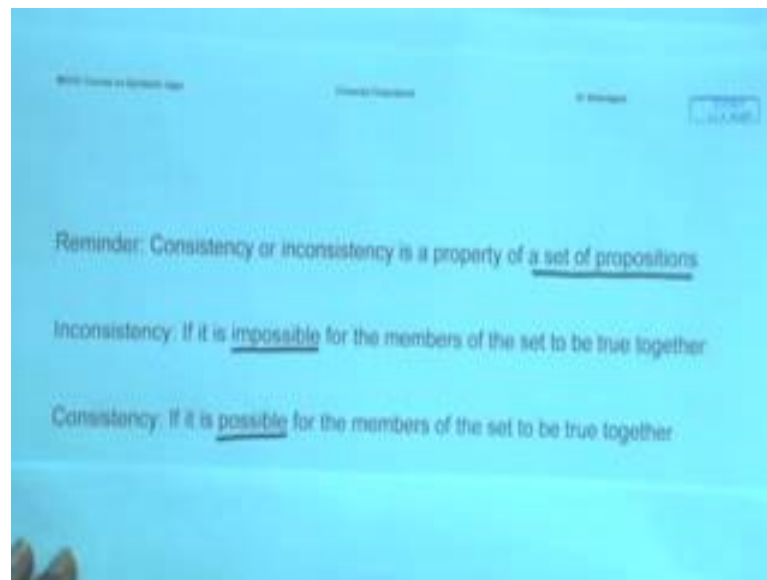 Reminder: Consistency or inconsistency is a property of a set of propositions
Inconsistency: If it is impossible for the members of the set to be true together
Consistency: If it is possible for the members of the set to be true together